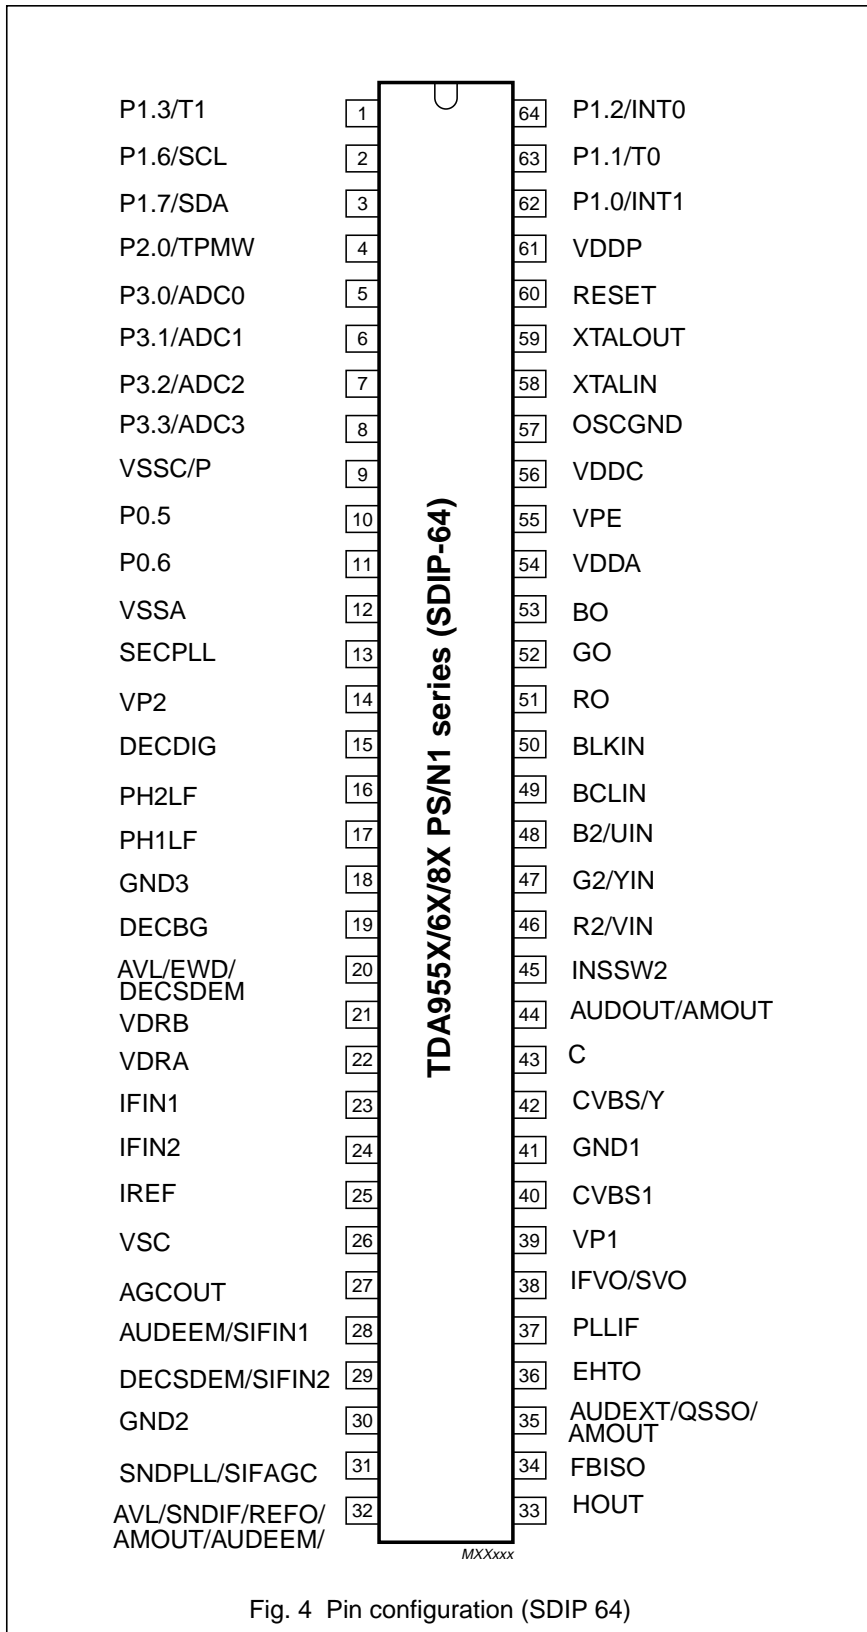 P1.3/T1 1 64 P1.2/INT0
P1.6/SCL 2 63 P1.1/T0
P1.7/SDA 3 62 P1.0/INT1
P2.0/TPMW 4 61 VDDP
P3.0/ADC0 5 60 RESET
P3.1/ADC1 6 59 XTALOUT
P3.2/ADC2 7 58 XTALIN
P3.3/ADC3 8 57 OSCGND
VSSC/P 9 56 VDDC
P0.5 10 55 VPE
P0.6 11 54 VDDA
VSSA 12 53 BO
SECPLL 13 52 GO
VP2 14 51 RO
DECDIG 15 50 BLKIN
PH2LF 16 49 BCLIN
PH1LF 17 48 B2/UIN
GND3 18 47 G2/YIN
DECBG 19 46 R2/VIN
AVL/EWD/ 20 45 INSSW2
DECSDEM
VDRB 21 44 AUDOUT/AMOUT
VDRA 22 43 C
IFIN1 23 42 CVBS/Y
IFIN2 24 41 GND1
IREF 25 40 CVBS1
VSC 26 39 VP1
AGCOUT 27 38 IFVO/SVO
AUDEEM/SIFIN1 28 37 PLLIF
DECSDEM/SIFIN2 29 36 EHTO
GND2 30 35 AUDEXT/QSSO/
AMOUT
SNDPLL/SIFAGC 31 34 FBISO
AVL/SNDIF/REFO/ 32 33 HOUT
AMOUT/AUDEEM/
TDA955X/6X/8X PS/N1 series (SDIP-64)
MXXxxx
Fig. 4 Pin configuration (SDIP 64)